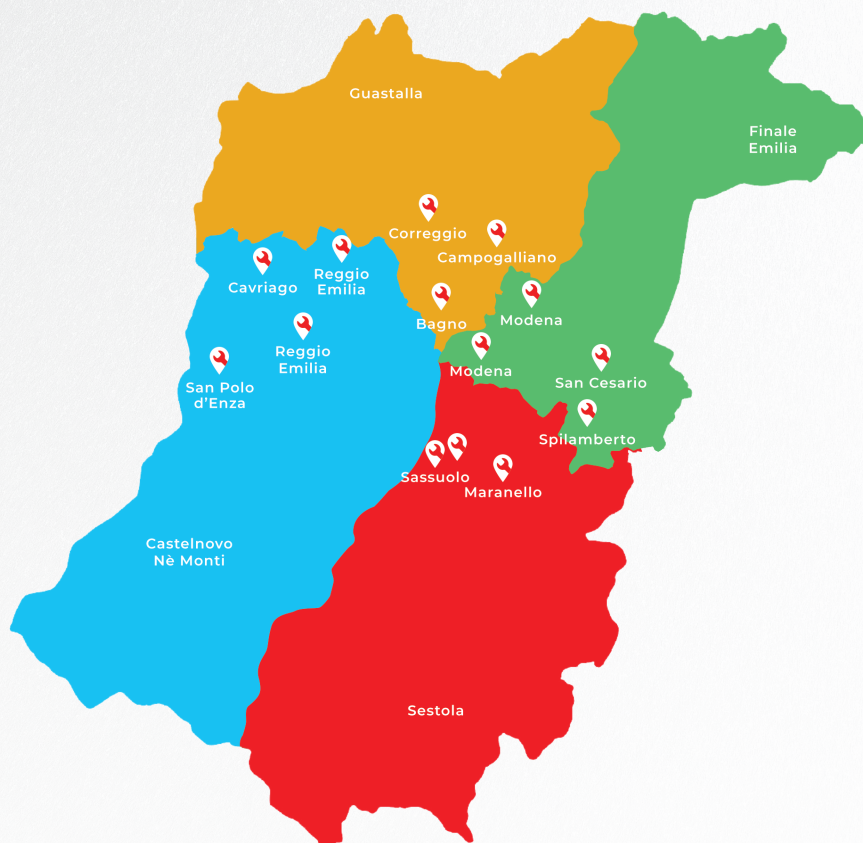 Guastalla
Finale
Emilia
Correggio
Campogalliano
Cavriago
Reggio
Emilia
Bagno
Modena
Reggio
Emilia
Modena
San Cesario
San Polo
d'Enza
Spilamberto
Sassuolo
Maranello
Castelnovo
Nè Monti
Sestola